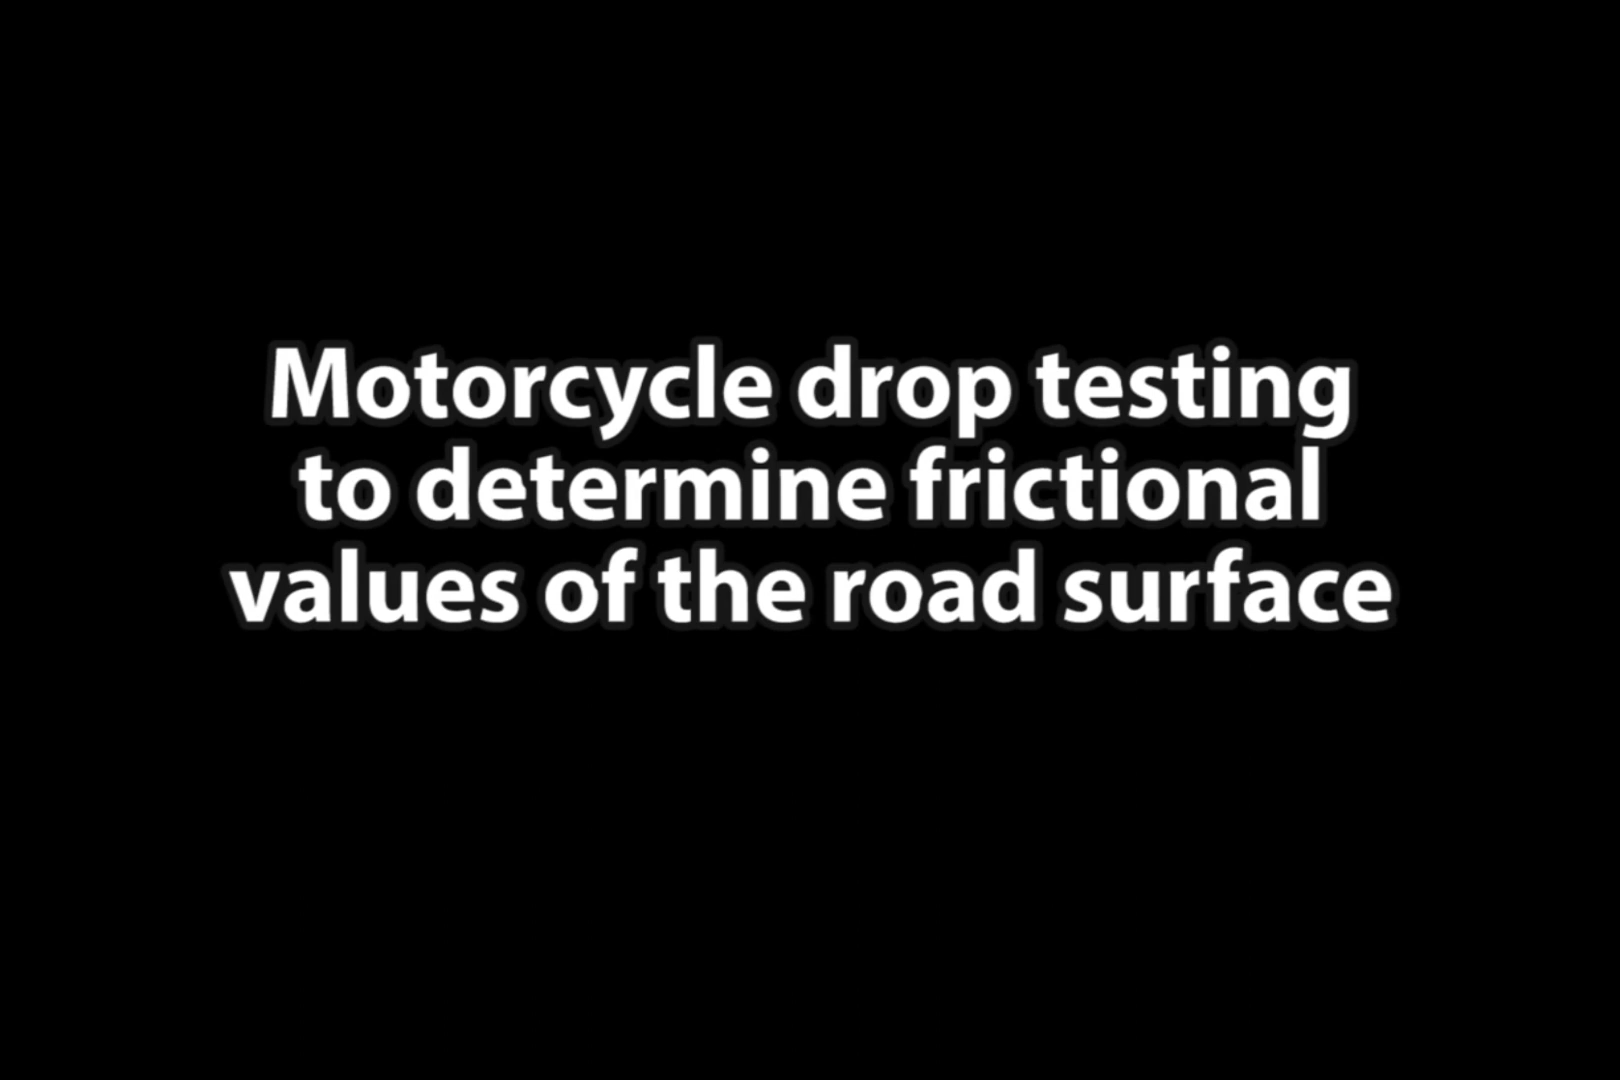 Motorcycle drop testing
to determine frictional
values of the road surface